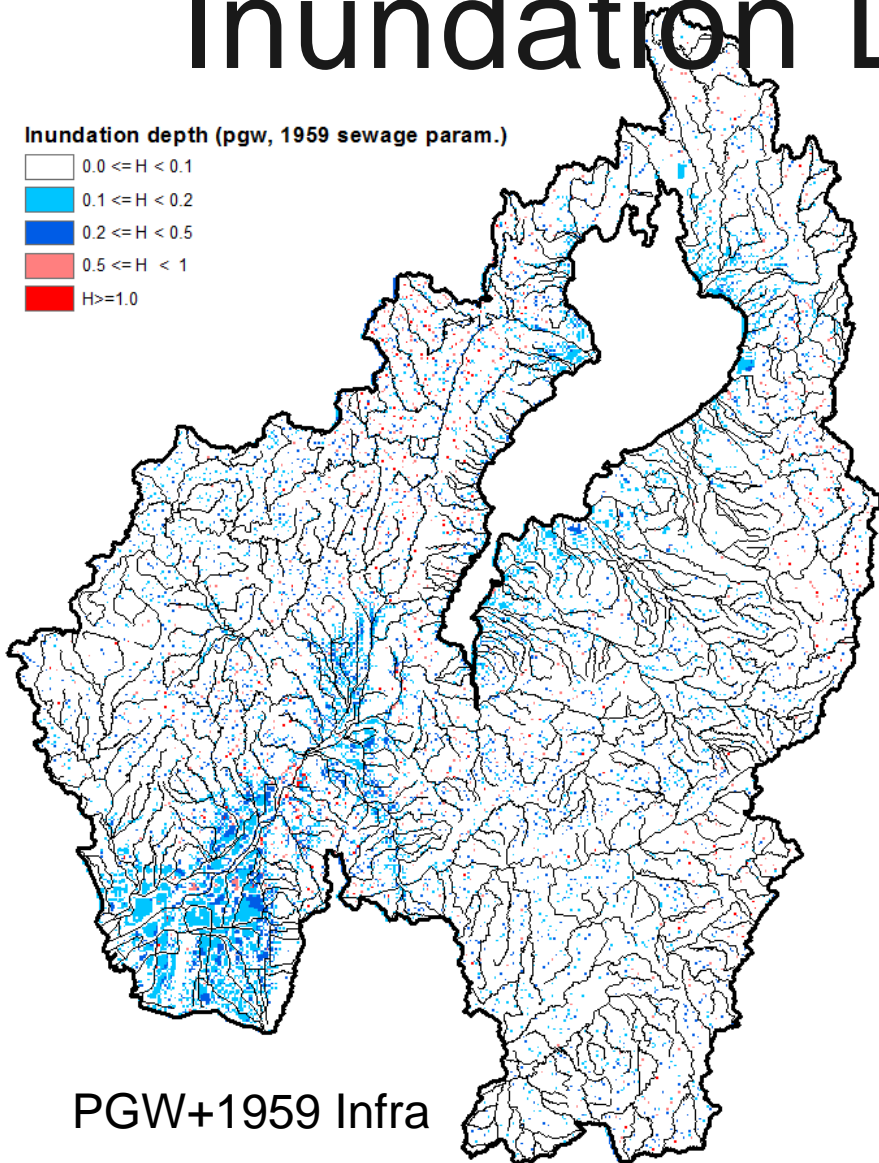 Inundation
Inundation depth (pgw, 1959 sewage param.)
0.0 <= H < 0.1
0.1 <= H < 0.2
0.2 <= H < 0.5
0.5 <= H < 1
H>=1.0
PGW+1959 Infra